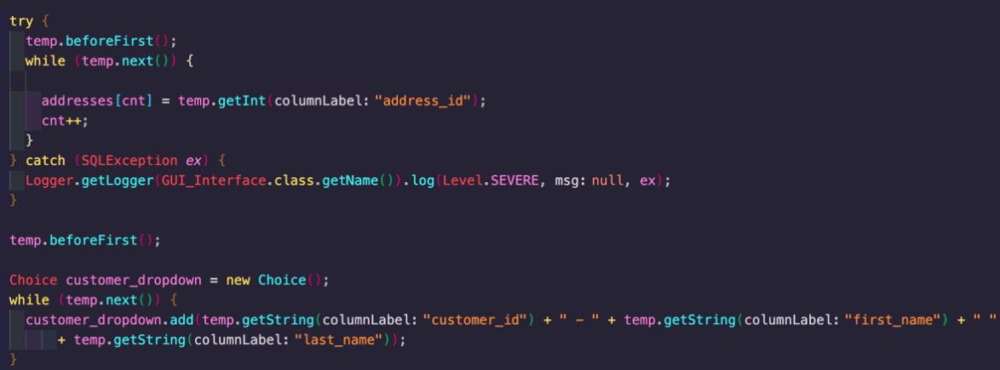 try {
temp.beforeFirst();
while (temp.next()) {
addresses[cnt] = temp.getInt(columnLabel: "address_id");
cnt++;
}
} catch (SQLException ex) {
Logger.getLogger(GUI_Interface.class.getName()).log(Level.SEVERE, msg: null, ex);
}
temp.beforeFirst();
Choice customer_dropdown = new Choice();
while (temp.next()) {
customer_dropdown.add(temp.getString(columnLabel: "customer_id") + " - " + temp.getString(columnLabel: "first_name") + " "
+ temp.getString(columnLabel: "last_name"));
}